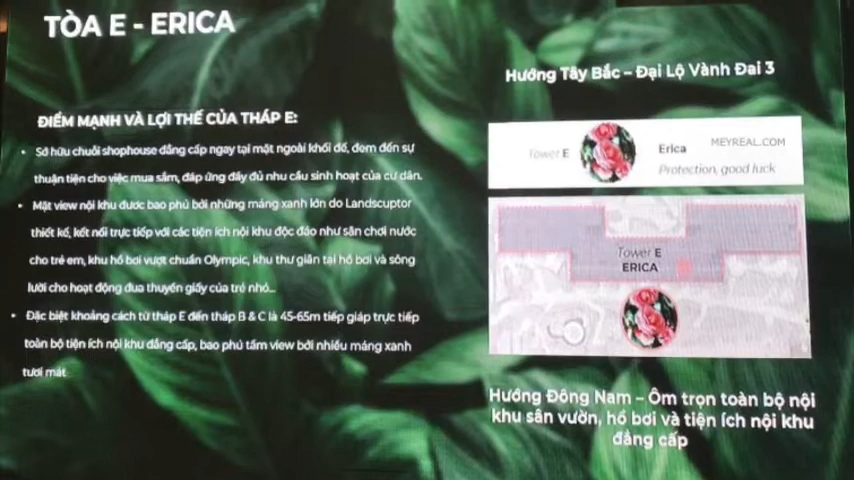 TÒA E - ERICA
ĐIỂM MẠNH VÀ LỢI THẾ CỦA THÁP E:
• Sở hữu chuỗi shophouse đẳng cấp ngay tại mặt ngoài khối đế, đem đến sự
thuận tiện cho việc mua sắm, đáp ứng đầy đủ nhu cầu sinh hoạt của cư dân.
• Mặt view nội khu được bao phủ bởi những mảng xanh lớn do Landscuptor
thiết kế, kết nối trực tiếp với các tiện ích nội khu độc đáo như sân chơi nước
cho trẻ em, khu hồ bơi vượt chuẩn Olympic, khu thư giãn tại hồ bơi và sông
lười cho hoạt động đua thuyền giấy của trẻ nhỏ...
• Đặc biệt khoảng cách từ tháp E đến tháp B & C là 45-65m tiếp giáp trực tiếp
toàn bộ tiện ích nội khu đẳng cấp, bao phủ tầm view bởi nhiều mảng xanh
tươi mát
Hướng Tây Bắc – Đại Lộ Vành Đai 3
Tower E
Erica
MEYREAL.COM
Protection, good luck
Tower E
ERICA
Hướng Đông Nam – Ôm trọn toàn bộ nội
khu sân vườn, hồ bơi và tiện ích nội khu
đẳng cấp